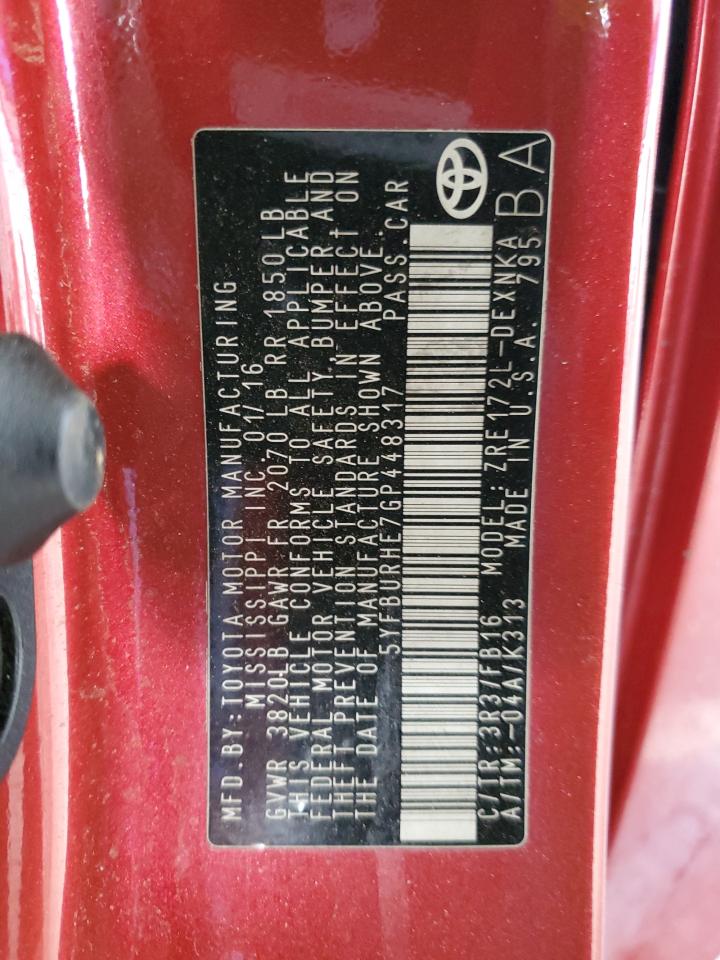 MFD.BY:TOYOTA MOTOR MANUFACTURING
MISSISSIPPI INC. 01/16
GVWR 3820LB GAWR FR 2070 LB RR 1850 LB
THIS VEHICLE CONFORMS TO ALL APPLICABLE
FEDERAL MOTOR VEHICLE SAFETY, BUMPER, AND
THEFT PREVENTION STANDARDS IN EFFECT ON
THE DATE OF MANUFACTURE SHOWN ABOVE.
5YFBURHE7GP448317 PASS.CAR
C/TR:3R3/FB16 MODEL:ZRE172L-DEXNKA
A/TM:-04A/K313 MADE IN U.S.A. 795
BA